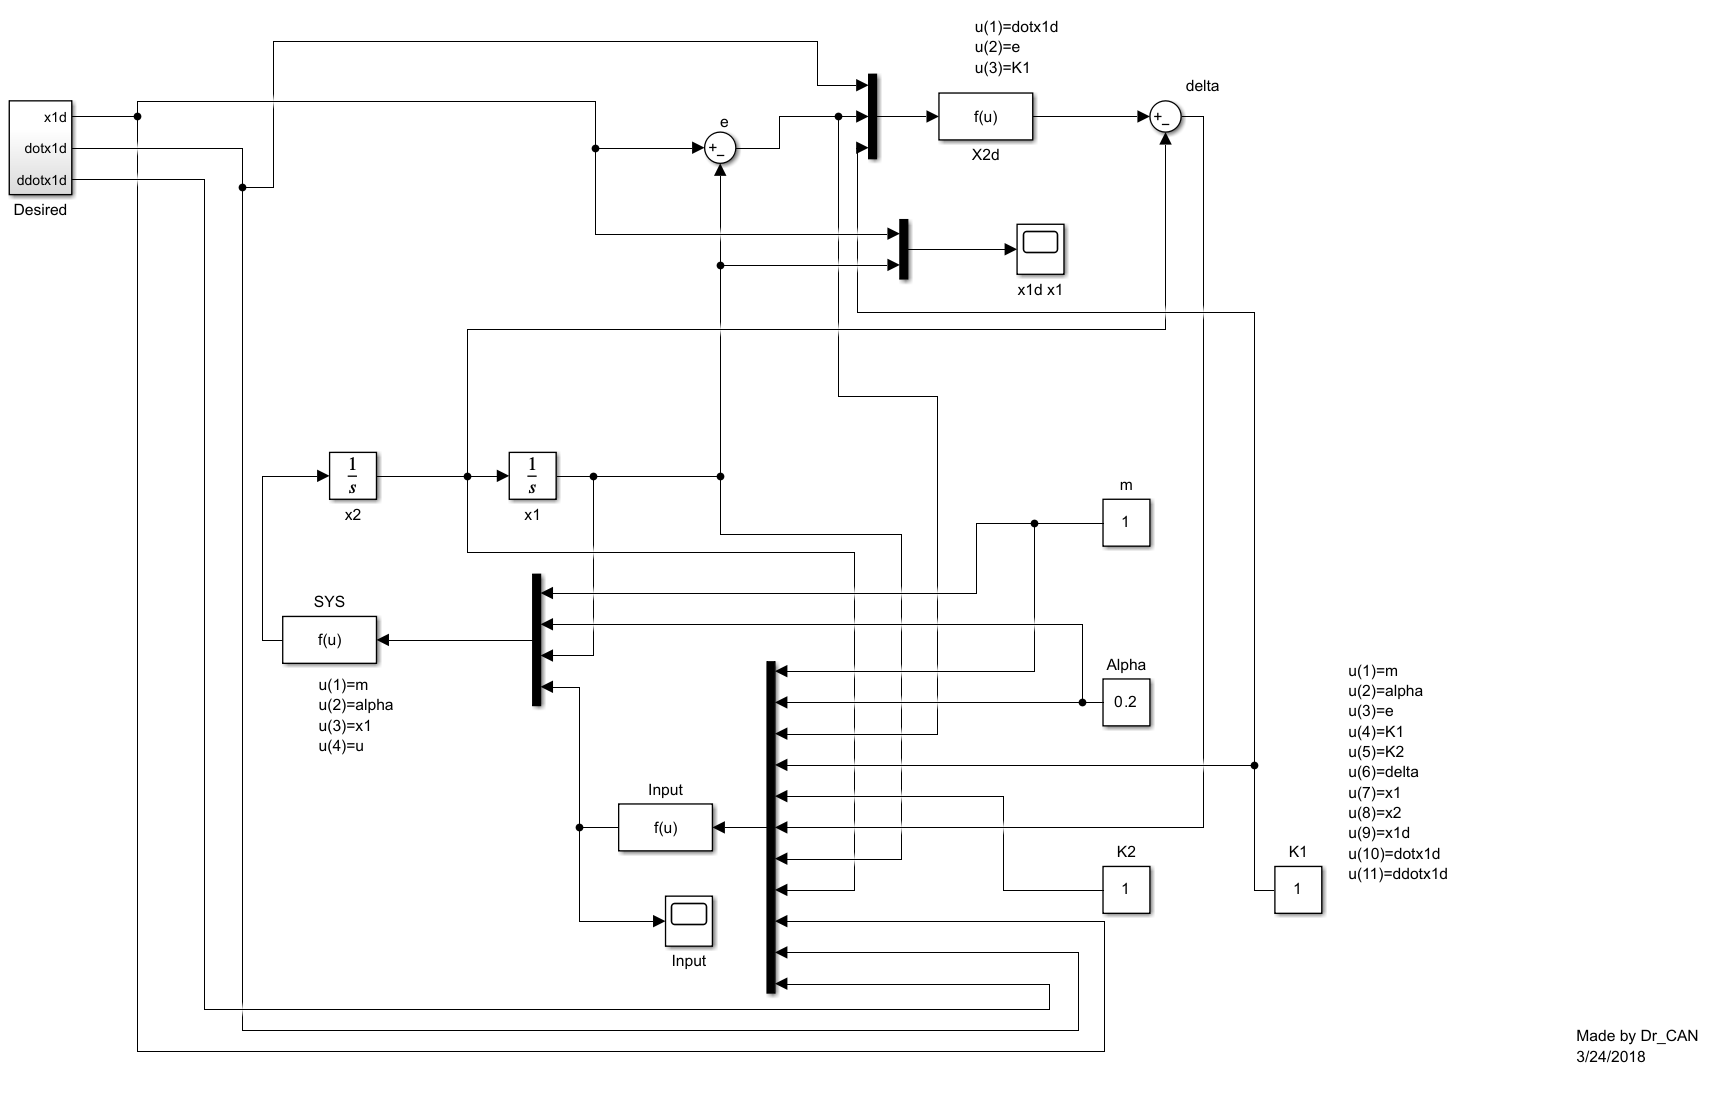 u(1)=dotx1d
u(2)=e
u(3)=K1
delta
x1d
dotx1d
ddotx1d
Desired
e
+
_
f(u)
X2d
+
_
x1d x1
1
s
x2
1
s
x1
m
1
SYS
f(u)
u(1)=m
u(2)=alpha
u(3)=x1
u(4)=u
Alpha
0.2
Input
f(u)
Input
K2
1
K1
1
u(1)=m
u(2)=alpha
u(3)=e
u(4)=K1
u(5)=K2
u(6)=delta
u(7)=x1
u(8)=x2
u(9)=x1d
u(10)=dotx1d
u(11)=ddotx1d
Made by Dr_CAN
3/24/2018